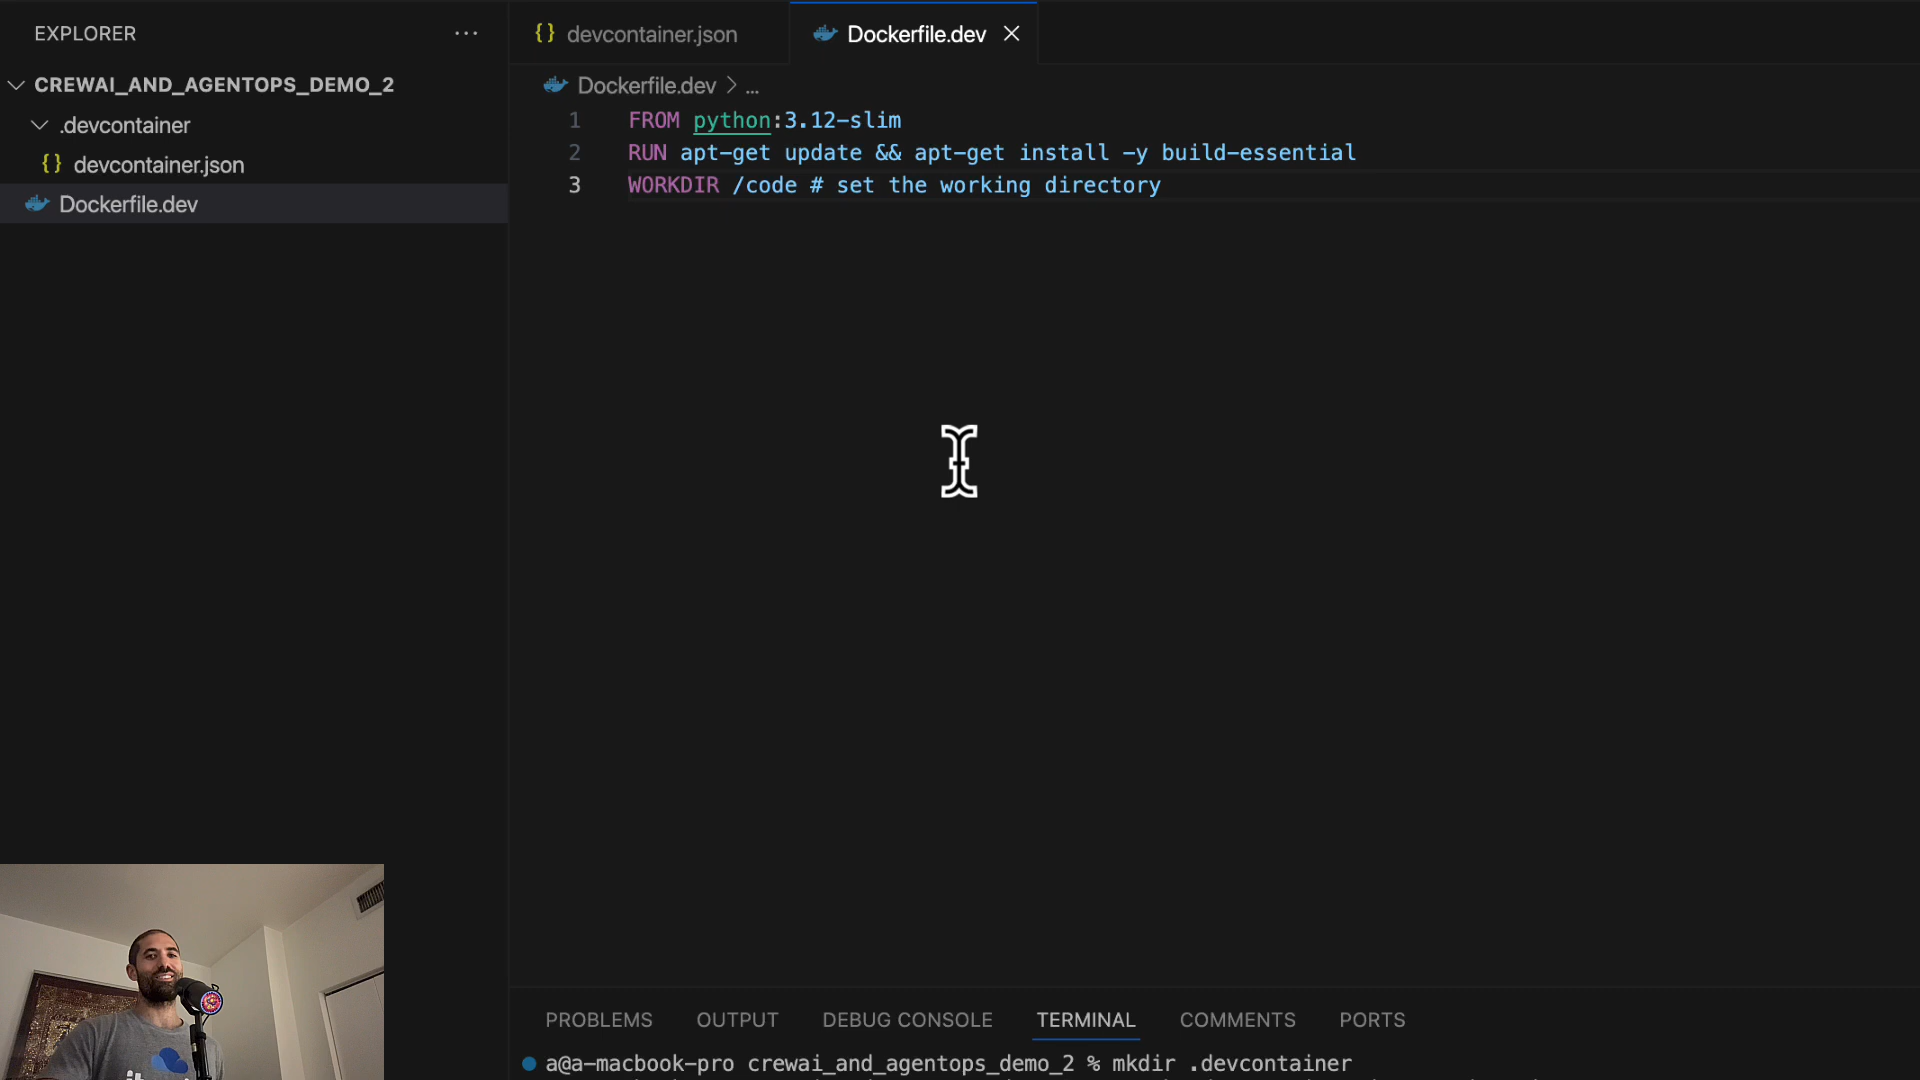 EXPLORER
CREWAI_AND_AGENTOPS_DEMO_2
.devcontainer
{} devcontainer.json
Dockerfile.dev
{} devcontainer.json
Dockerfile.dev
Dockerfile.dev > ...
1 FROM python:3.12-slim
2 RUN apt-get update && apt-get install -y build-essential
3 WORKDIR /code # set the working directory
PROBLEMS OUTPUT DEBUG CONSOLE TERMINAL COMMENTS PORTS
a@a-macbook-pro crewai_and_agentops_demo_2 % mkdir .devcontainer